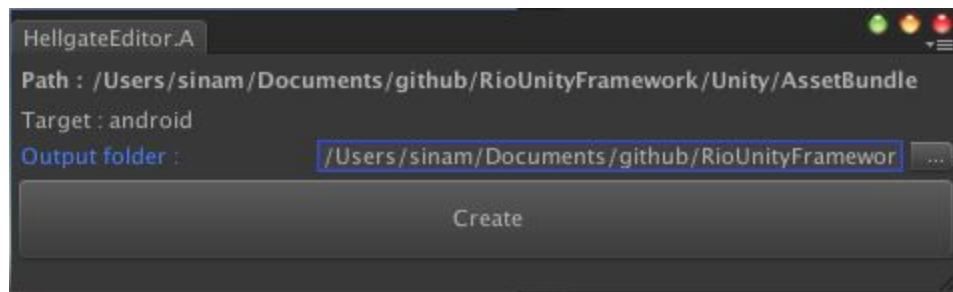 HellgateEditor.A
Path : /Users/sinam/Documents/github/RioUnityFramework/Unity/AssetBundle
Target : android
Output folder : /Users/sinam/Documents/github/RioUnityFramewor ...
Create